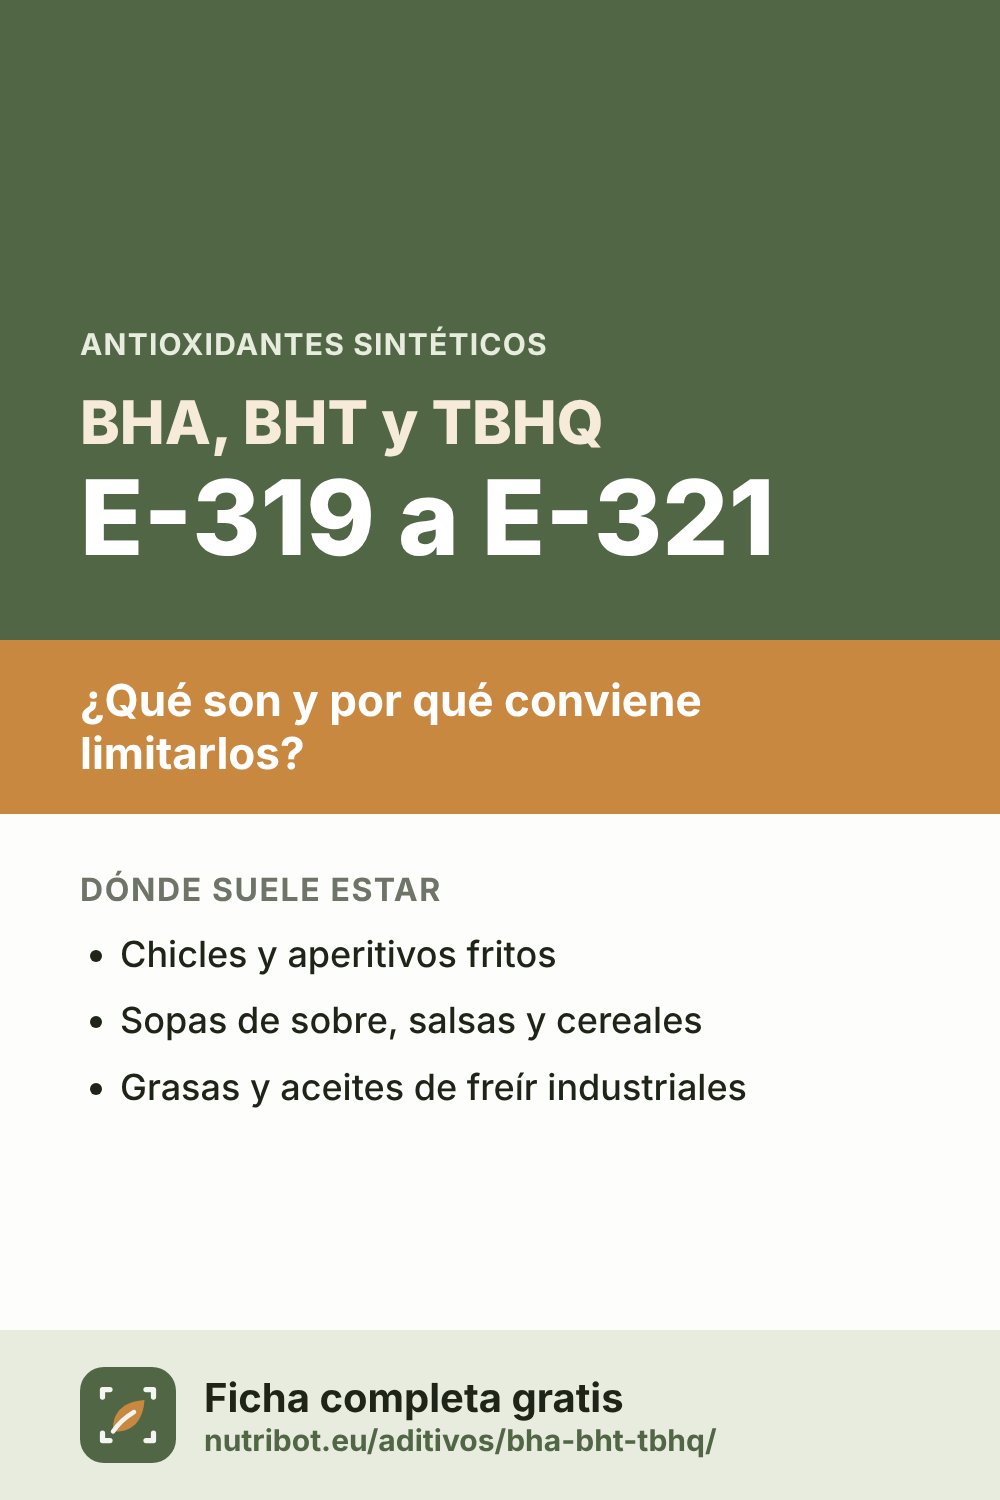 ANTIOXIDANTES SINTÉTICOS
BHA, BHT y TBHQ
E-319 a E-321
¿Qué son y por qué conviene
limitarlos?
DÓNDE SUELE ESTAR
• Chicles y aperitivos fritos
• Sopas de sobre, salsas y cereales
• Grasas y aceites de freír industriales
Ficha completa gratis
nutribot.eu/aditivos/bha-bht-tbhq/